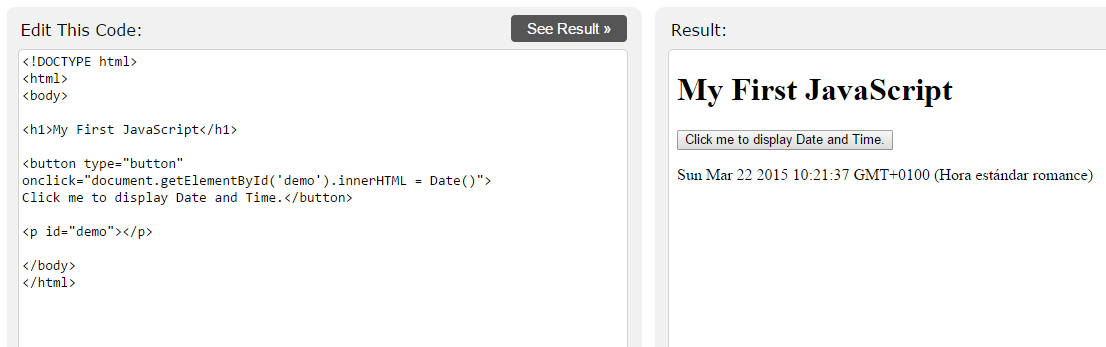 Edit This Code:
See Result »
<!DOCTYPE html>
<html>
<body>
<h1>My First JavaScript</h1>
<button type="button"
onclick="document.getElementById('demo').innerHTML = Date()">
Click me to display Date and Time.</button>
<p id="demo"></p>
</body>
</html>
Result:
My First JavaScript
Click me to display Date and Time.
Sun Mar 22 2015 10:21:37 GMT+0100 (Hora estándar romance)